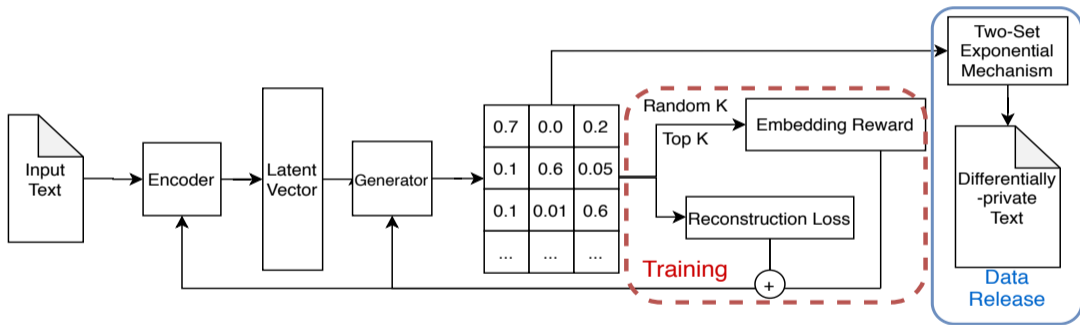 Input
Text
Encoder
Latent
Vector
Generator
0.7 0.0 0.2
0.1 0.6 0.05
0.1 0.01 0.6
... ... ...
Random K
Top K
Embedding Reward
Reconstruction Loss
+
Training
Two-Set
Exponential
Mechanism
Differentially
-private
Text
Data
Release